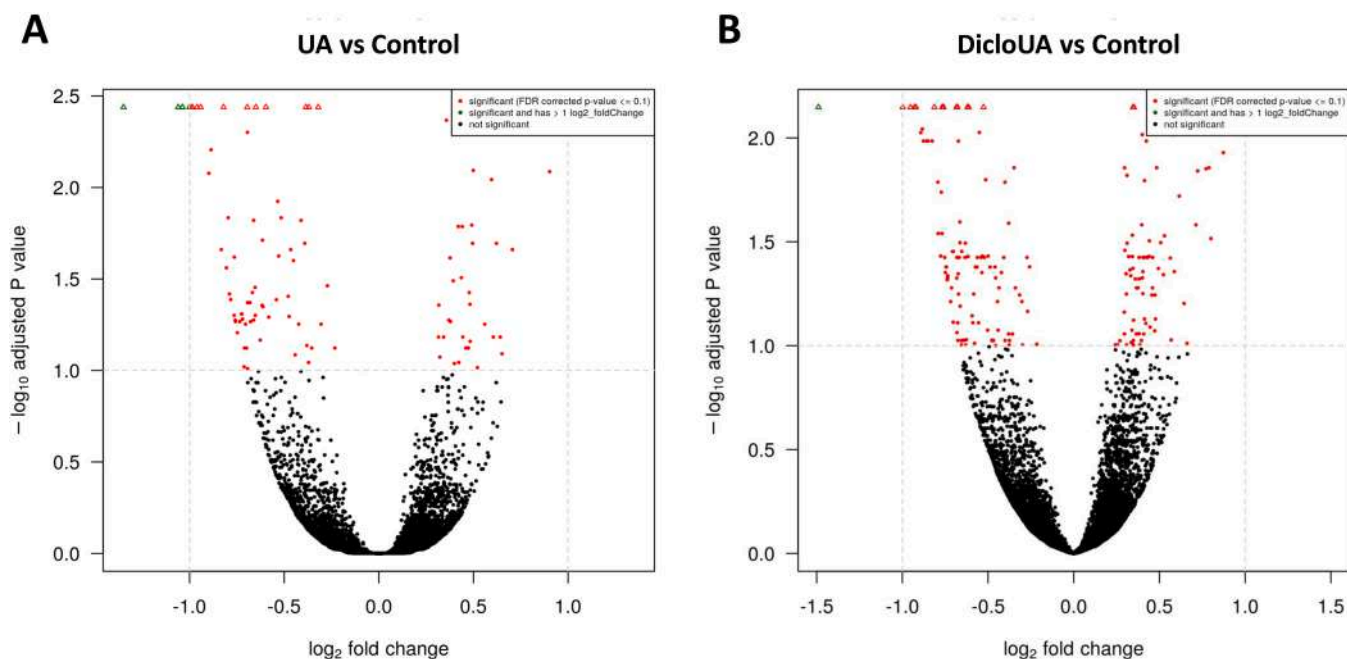 A
UA vs Control
2.5
2.0
1.5
1.0
0.5
0.0
− log10 adjusted P value
significant (FDR corrected p-value <= 0.1)
significant and has > 1 log2_foldChange
not significant
-1.0
-0.5
0.0
0.5
1.0
log2 fold change
B
DicloUA vs Control
2.0
1.5
1.0
0.5
0.0
− log10 adjusted P value
significant (FDR corrected p-value <= 0.1)
significant and has > 1 log2_foldChange
not significant
-1.5
-1.0
-0.5
0.0
0.5
1.0
1.5
log2 fold change